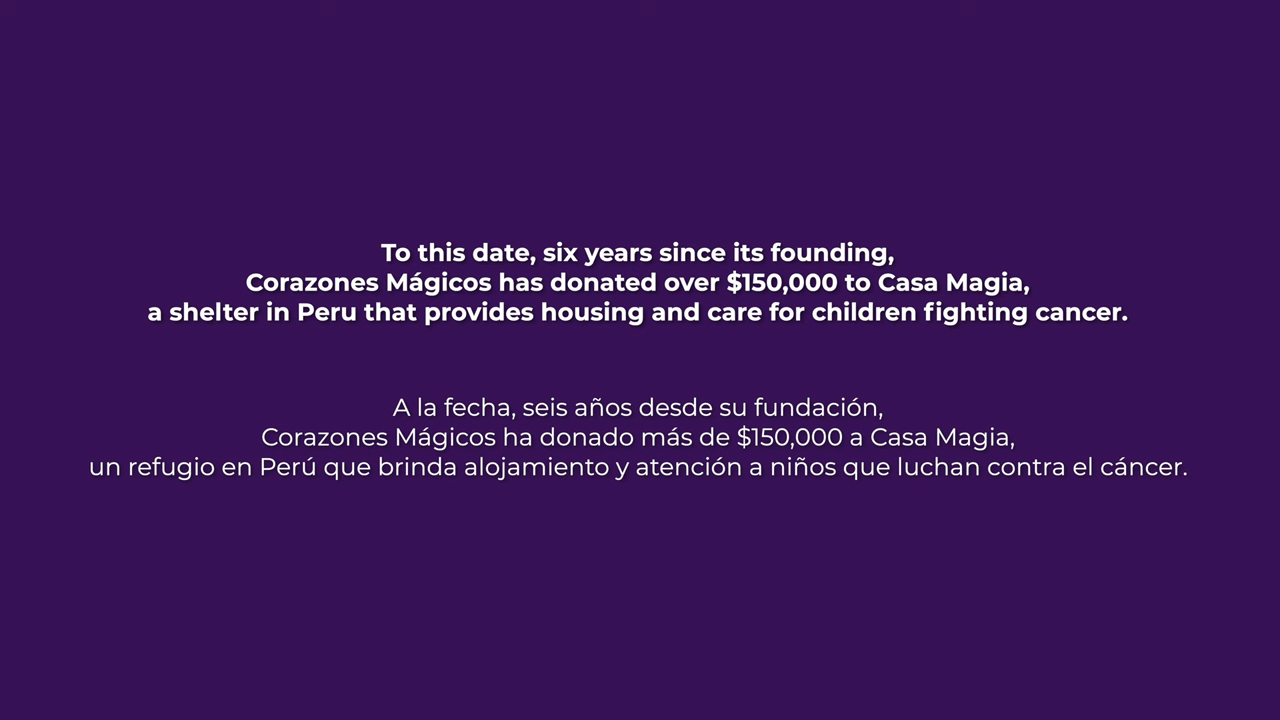 To this date, six years since its founding,
Corazones Mágicos has donated over $150,000 to Casa Magia,
a shelter in Peru that provides housing and care for children fighting cancer.
A la fecha, seis años desde su fundación,
Corazones Mágicos ha donado más de $150,000 a Casa Magia,
un refugio en Perú que brinda alojamiento y atención a niños que luchan contra el cáncer.